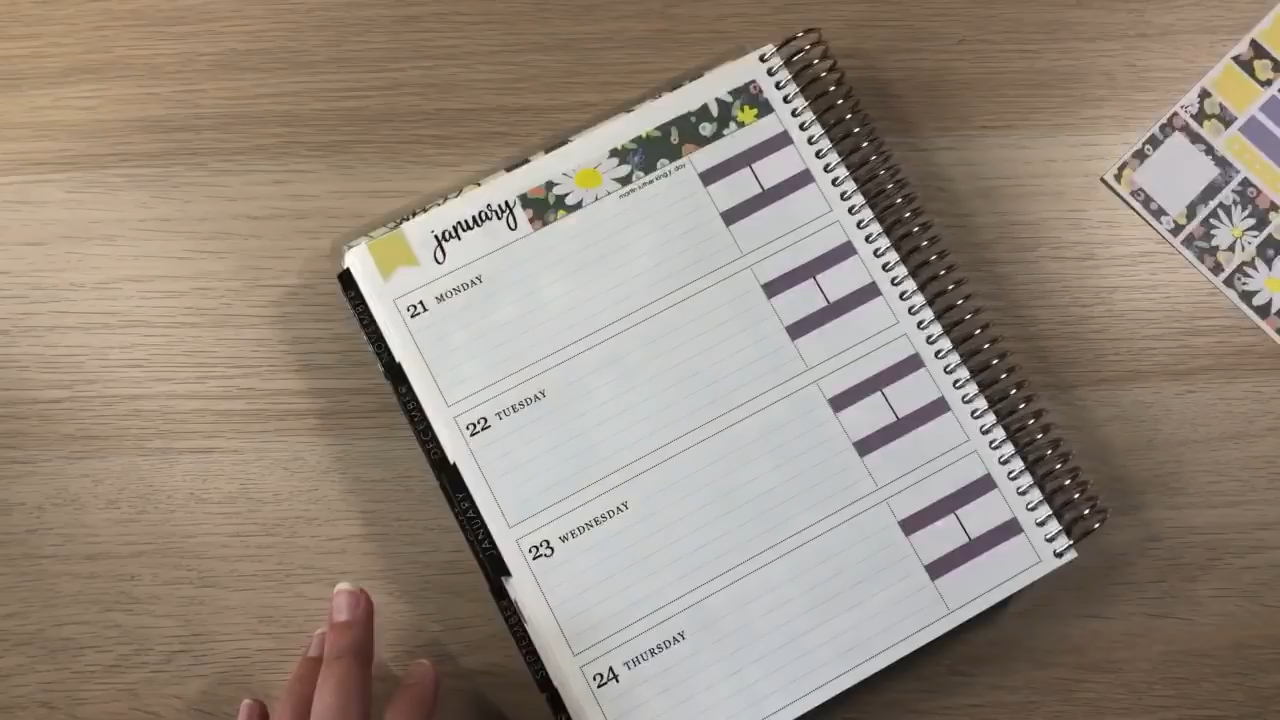 january
martin luther king jr. day
21 MONDAY
22 TUESDAY
23 WEDNESDAY
24 THURSDAY
NOVEMBER
DECEMBER
JANUARY
SEPTEMBER